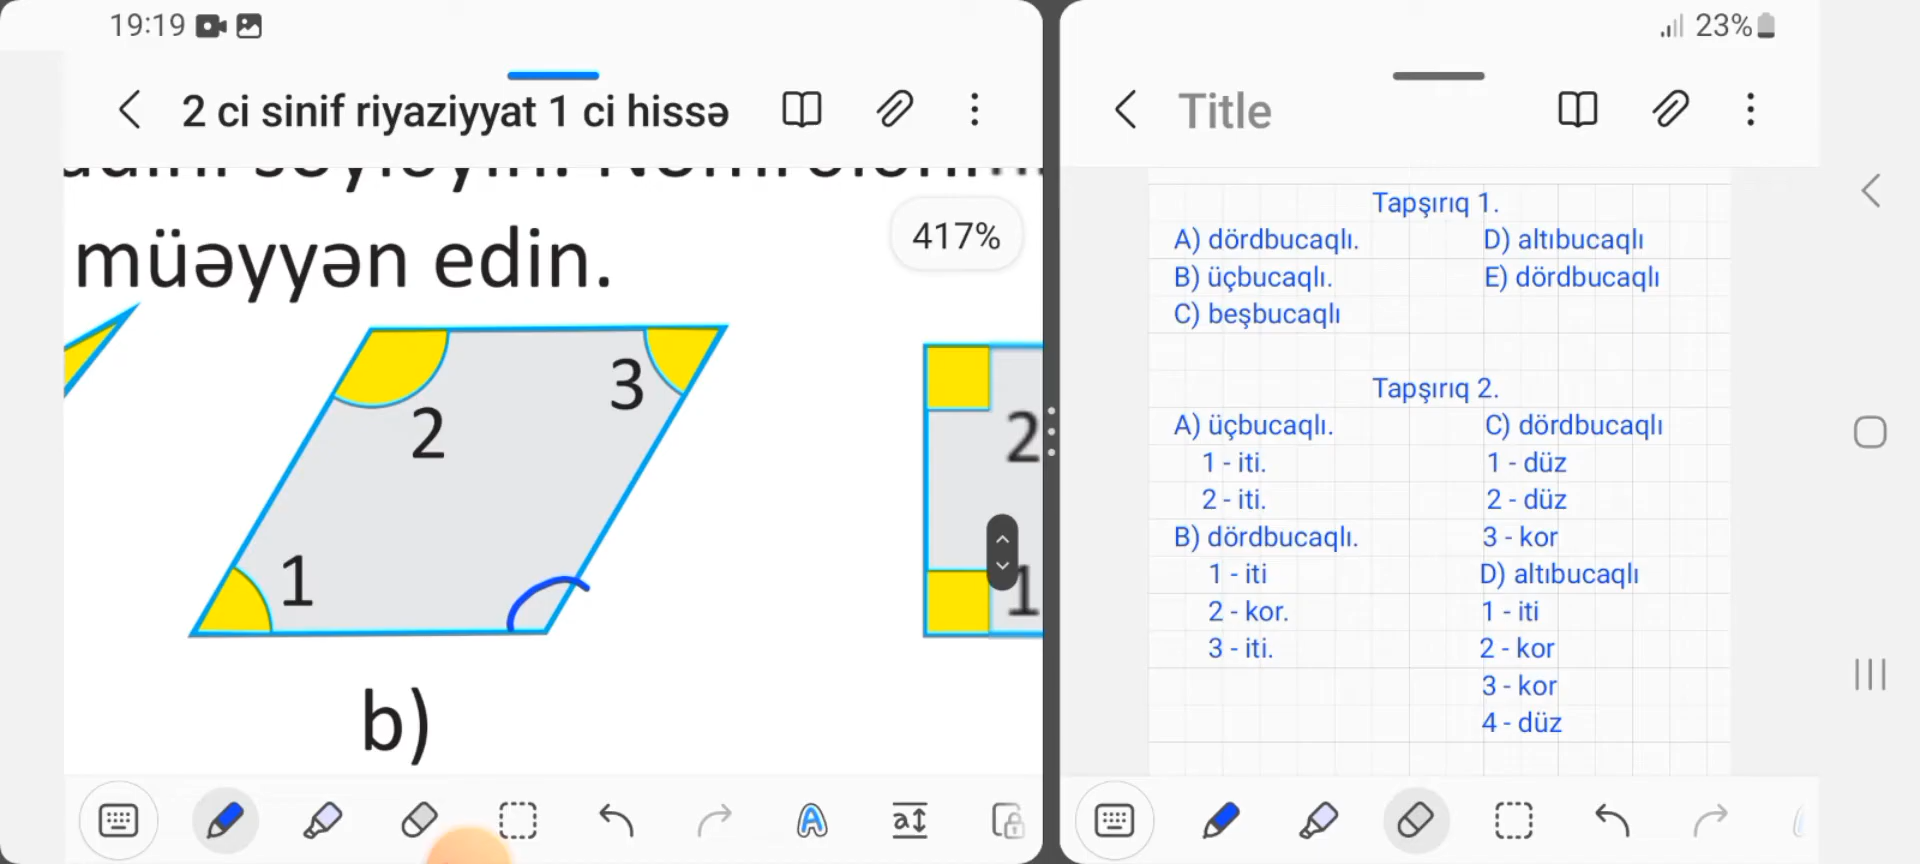 19:19
23%
2 ci sinif riyaziyyat 1 ci hissə
Title
müəyyən edin.
417%
2
3
1
b)
2
1
Tapşırıq 1.
A) dördbucaqlı.
B) üçbucaqlı.
C) beşbucaqlı
D) altıbucaqlı
E) dördbucaqlı
Tapşırıq 2.
A) üçbucaqlı.
1 - iti.
2 - iti.
B) dördbucaqlı.
1 - iti
2 - kor.
3 - iti.
C) dördbucaqlı
1 - düz
2 - düz
3 - kor
D) altıbucaqlı
1 - iti
2 - kor
3 - kor
4 - düz